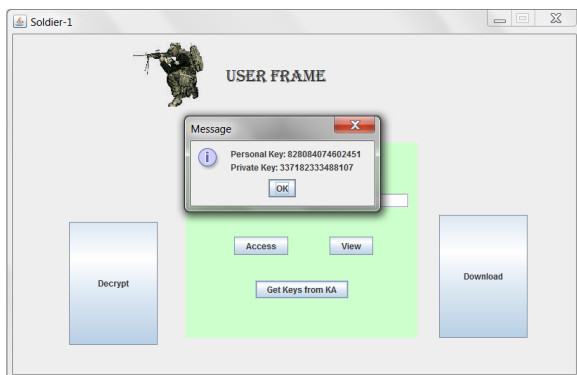 Soldier-1
USER FRAME
Message
Personal Key: 828084074602451
Private Key: 337182333488107
OK
Access
View
Decrypt
Get Keys from KA
Download